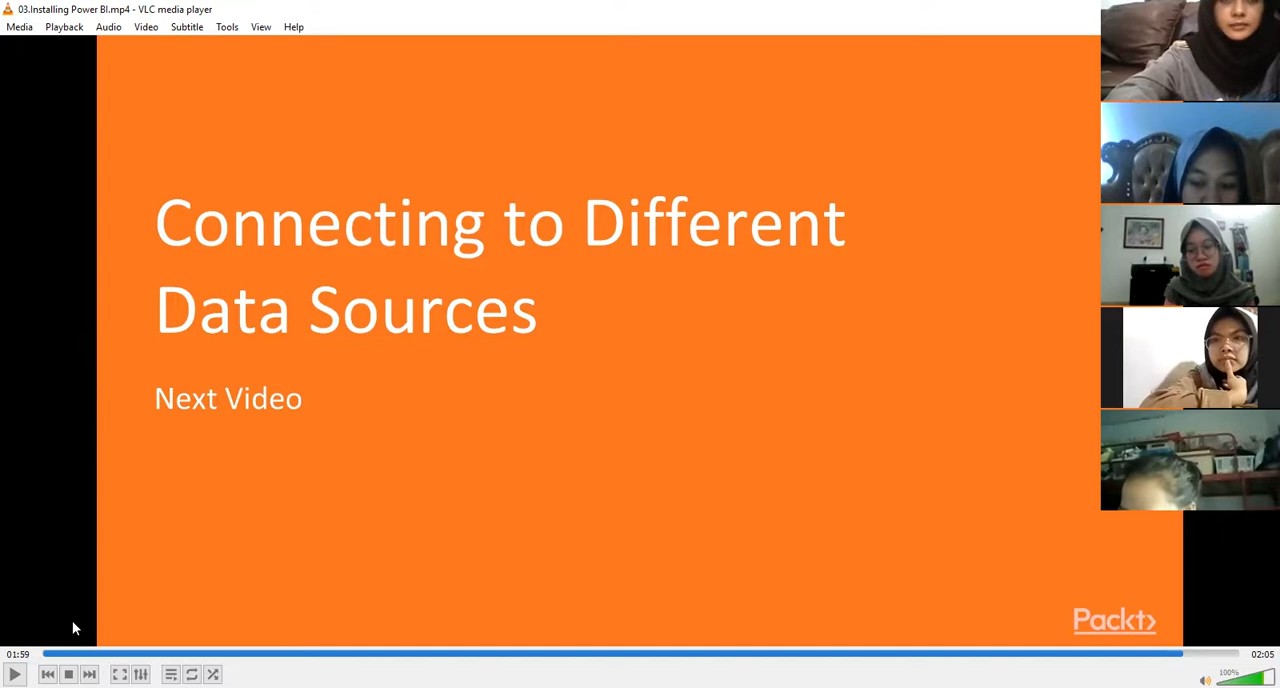 03.Installing Power BI.mp4 - VLC media player
Media Playback Audio Video Subtitle Tools View Help
Connecting to Different
Data Sources
Next Video
Packt>
01:59
02:05
100%